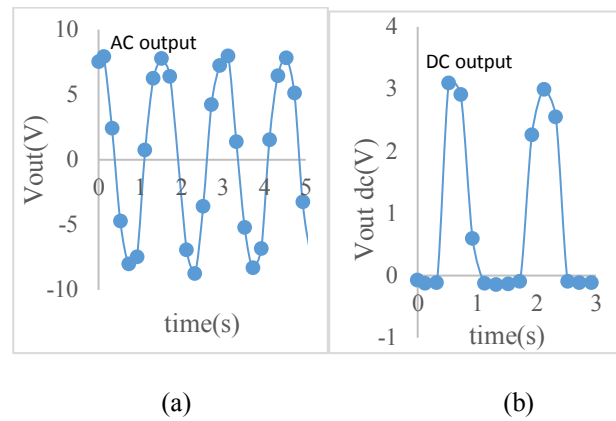 AC output
Vout(V)
10
5
0
-5
-10
0 1 2 3 4 5
time(s)
DC output
Vout dc(V)
4
3
2
1
0
-1
0 1 2 3
time(s)
(a) (b)